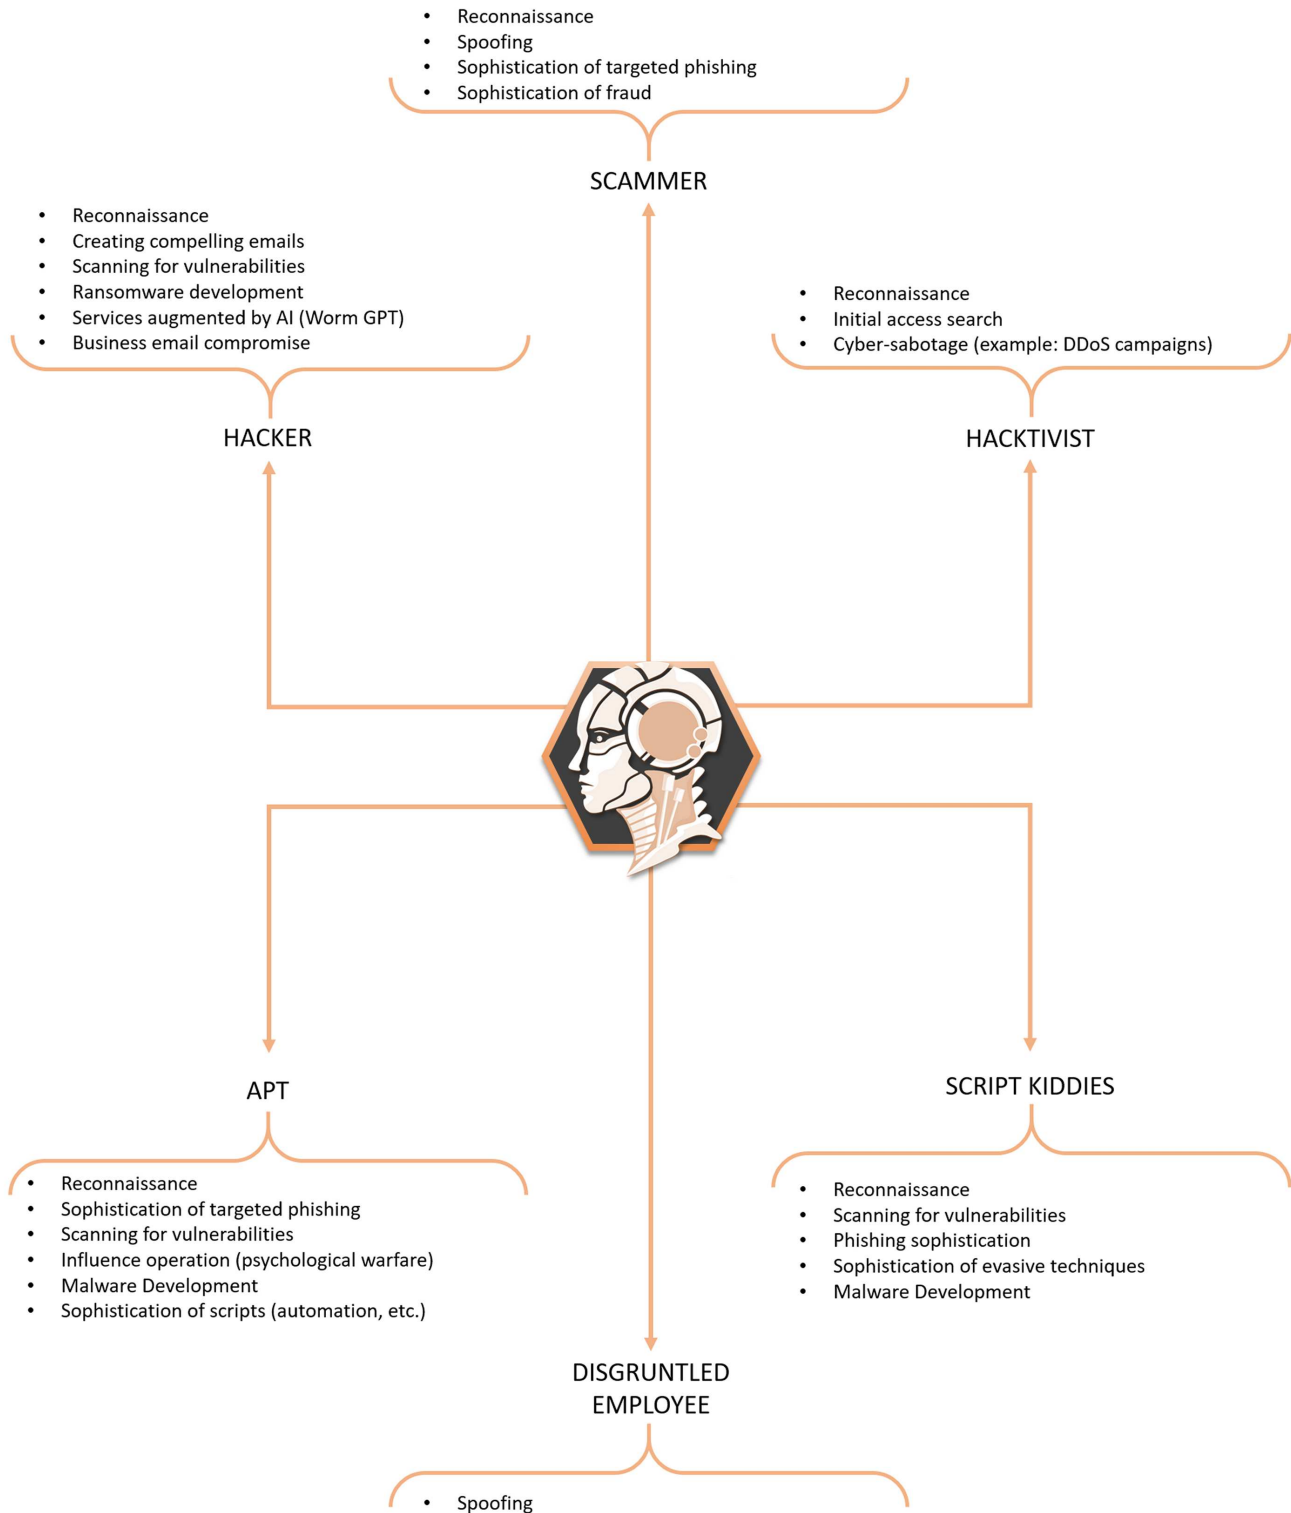 • Reconnaissance
• Spoofing
• Sophistication of targeted phishing
• Sophistication of fraud
SCAMMER
• Reconnaissance
• Creating compelling emails
• Scanning for vulnerabilities
• Ransomware development
• Services augmented by AI (Worm GPT)
• Business email compromise
HACKER
• Reconnaissance
• Initial access search
• Cyber-sabotage (example: DDoS campaigns)
HACKTIVIST
APT
• Reconnaissance
• Sophistication of targeted phishing
• Scanning for vulnerabilities
• Influence operation (psychological warfare)
• Malware Development
• Sophistication of scripts (automation, etc.)
SCRIPT KIDDIES
• Reconnaissance
• Scanning for vulnerabilities
• Phishing sophistication
• Sophistication of evasive techniques
• Malware Development
DISGRUNTLED
EMPLOYEE
• Spoofing